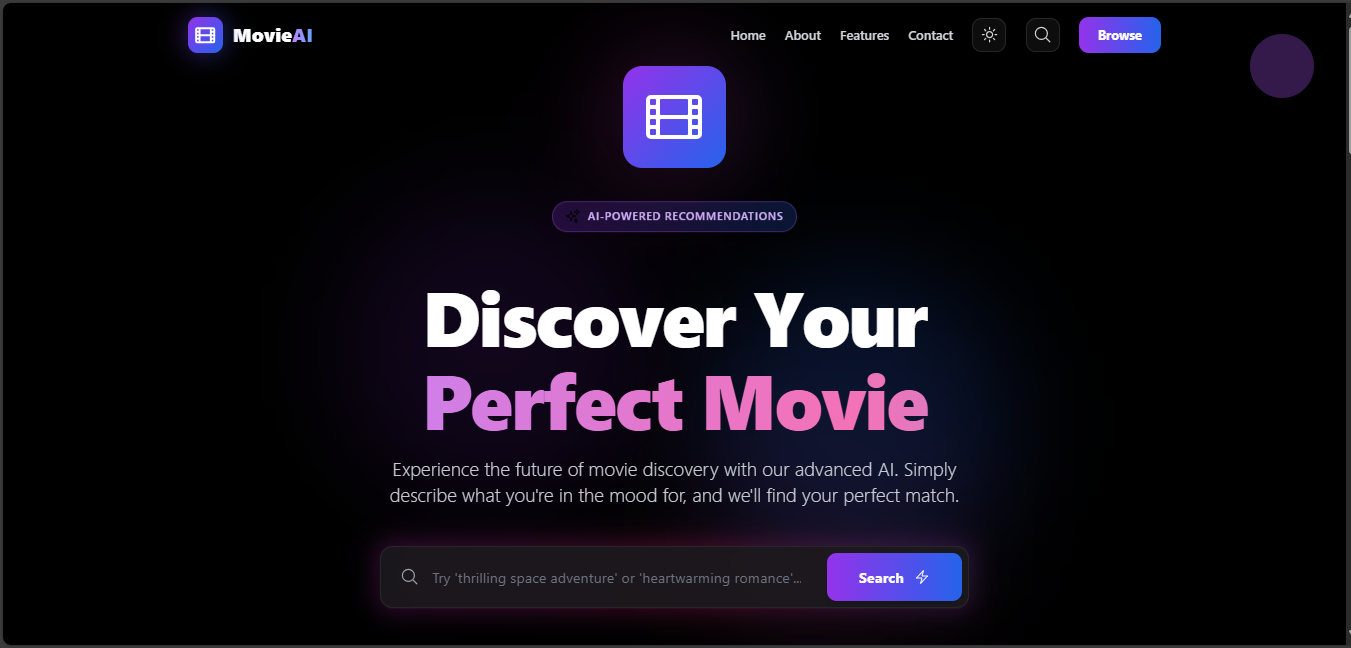 MovieAI
Home About Features Contact Browse
AI-POWERED RECOMMENDATIONS
Discover Your
Perfect Movie
Experience the future of movie discovery with our advanced AI. Simply
describe what you're in the mood for, and we'll find your perfect match.
Try 'thrilling space adventure' or 'heartwarming romance'... Search